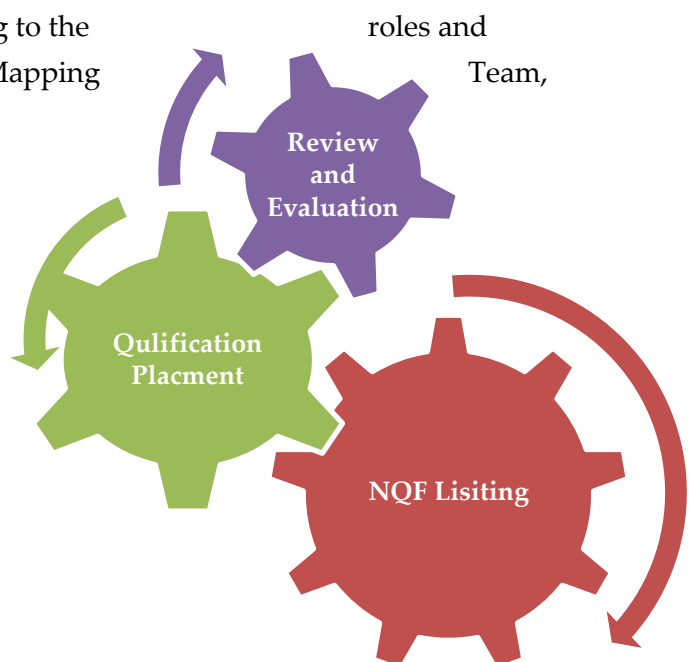 g to the roles and
Mapping Team,
Review
and
Evaluation
Qulification
Placment
NQF Lisiting